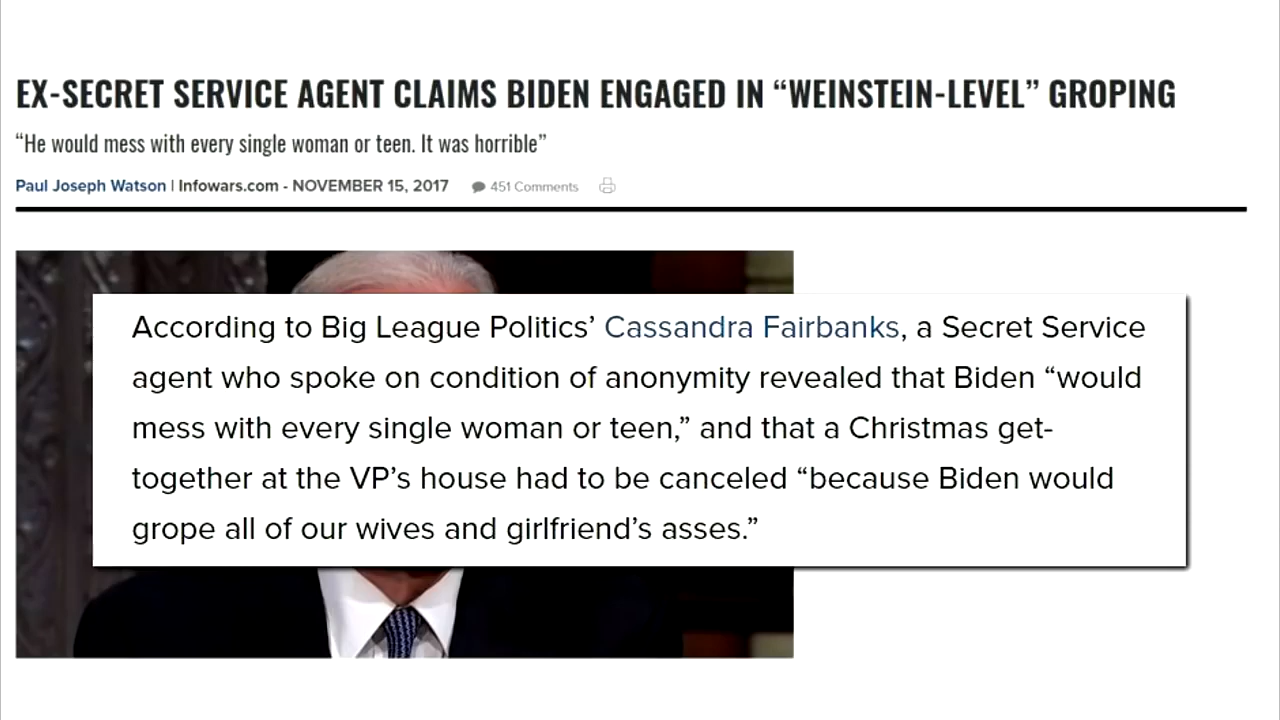 EX-SECRET SERVICE AGENT CLAIMS BIDEN ENGAGED IN “WEINSTEIN-LEVEL” GROPING
“He would mess with every single woman or teen. It was horrible”
Paul Joseph Watson | Infowars.com - NOVEMBER 15, 2017 451 Comments
According to Big League Politics’ Cassandra Fairbanks, a Secret Service
agent who spoke on condition of anonymity revealed that Biden “would
mess with every single woman or teen,” and that a Christmas get-
together at the VP’s house had to be canceled “because Biden would
grope all of our wives and girlfriend’s asses.”